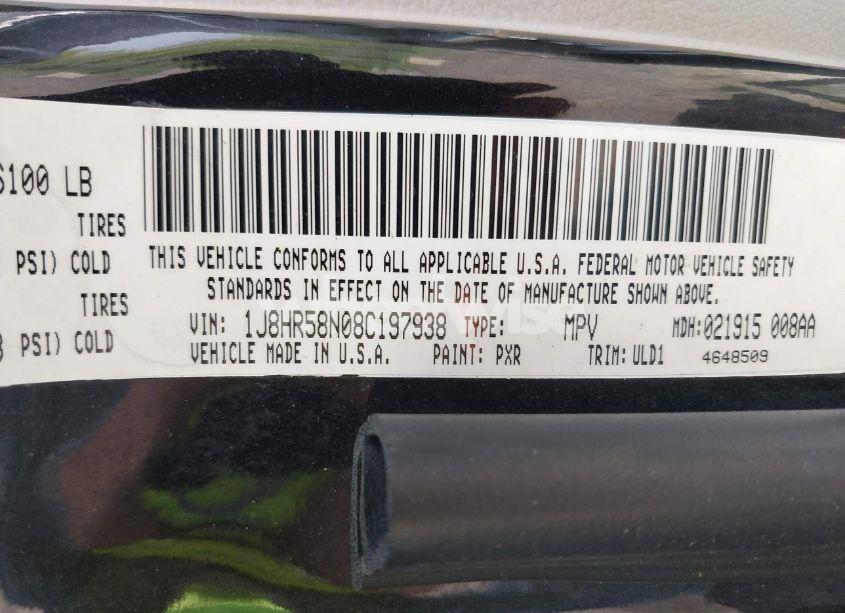 6100 LB
TIRES
PSI) COLD
TIRES
PSI) COLD
THIS VEHICLE CONFORMS TO ALL APPLICABLE U.S.A. FEDERAL MOTOR VEHICLE SAFETY
STANDARDS IN EFFECT ON THE DATE OF MANUFACTURE SHOWN ABOVE.
VIN: 1J8HR58N08C197938 TYPE: MPV MDH:021915 008AA
VEHICLE MADE IN U.S.A. PAINT: PXR TRIM:ULD1 4648509